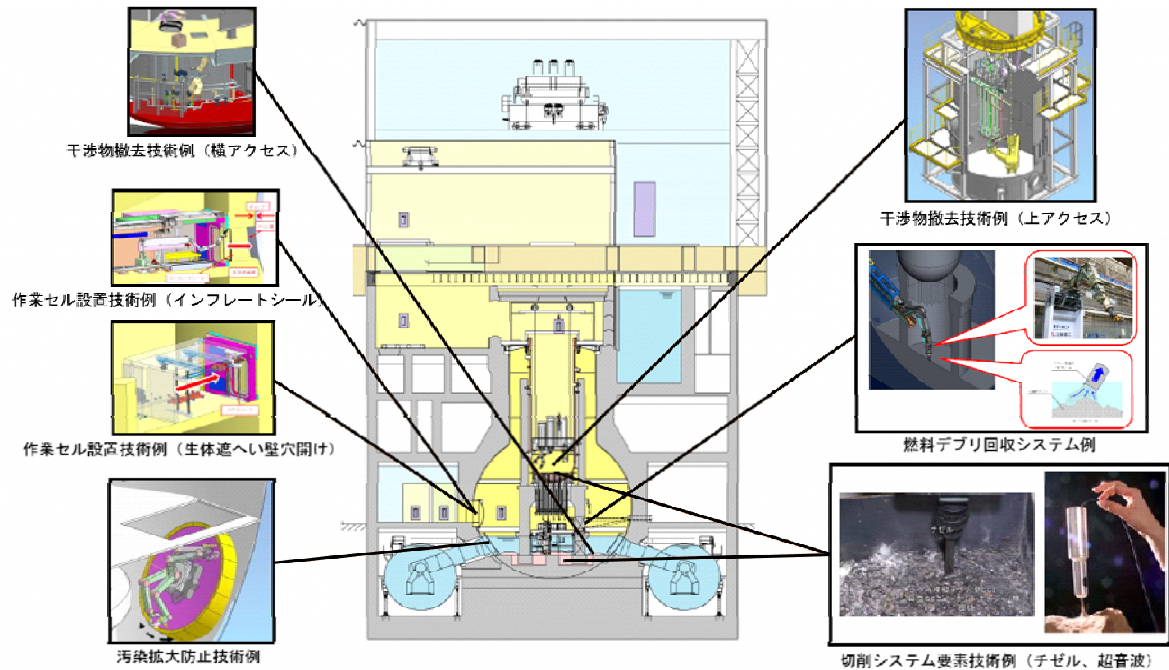 干渉物撤去技術例（横アクセス）
作業セル設置技術例（インフレートシール）
作業セル設置技術例（生体遮へい壁穴開け）
汚染拡大防止技術例
干渉物撤去技術例（上アクセス）
燃料デブリ回収システム例
チゼル
切削システム要素技術例（チゼル、超音波）